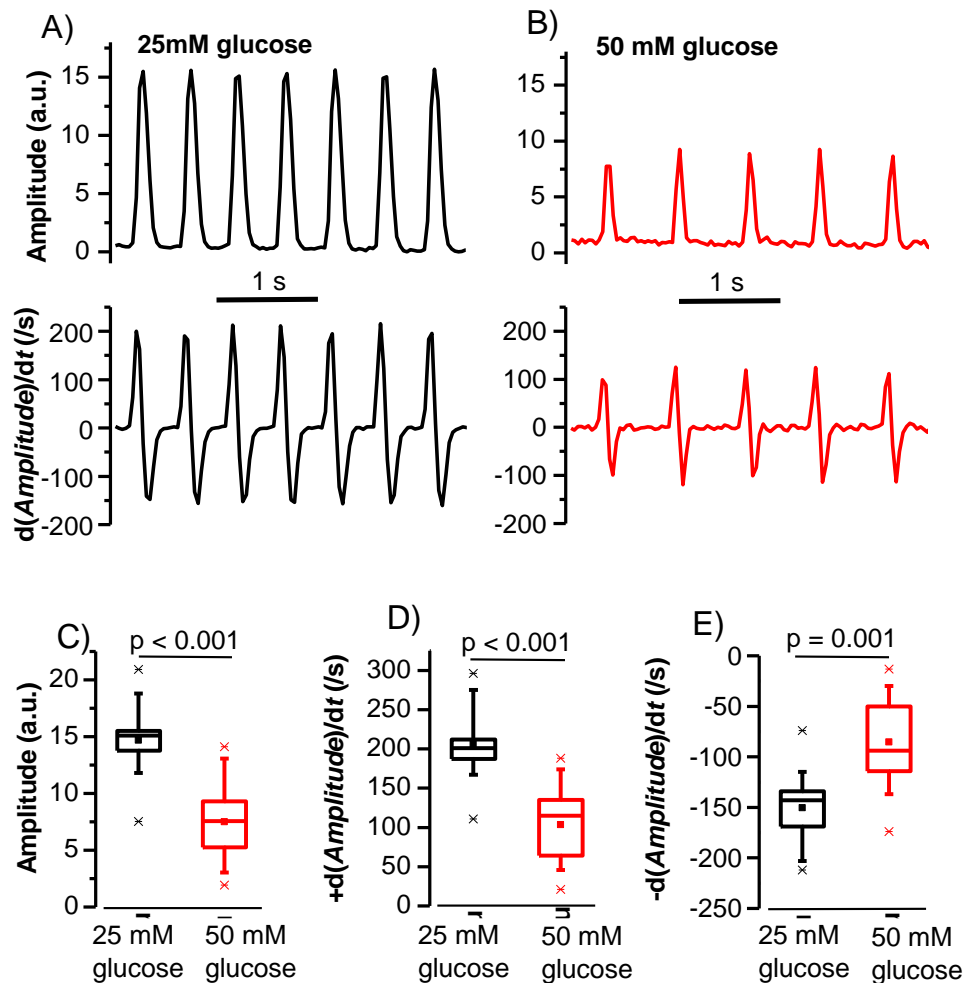 A)
25mM glucose
Amplitude (a.u.)
15
10
5
0
B)
50 mM glucose
15
10
5
0
1 s
d(Amplitude)/dt (/s)
200
100
0
-100
-200
1 s
200
100
0
-100
-200
C)
p < 0.001
Amplitude (a.u.)
20
15
10
5
0
25 mM
glucose
50 mM
glucose
D)
p < 0.001
+d(Amplitude)/dt (/s)
300
250
200
150
100
50
0
25 mM
glucose
50 mM
glucose
E)
p = 0.001
-d(Amplitude)/dt (/s)
0
-50
-100
-150
-200
-250
25 mM
glucose
50 mM
glucose